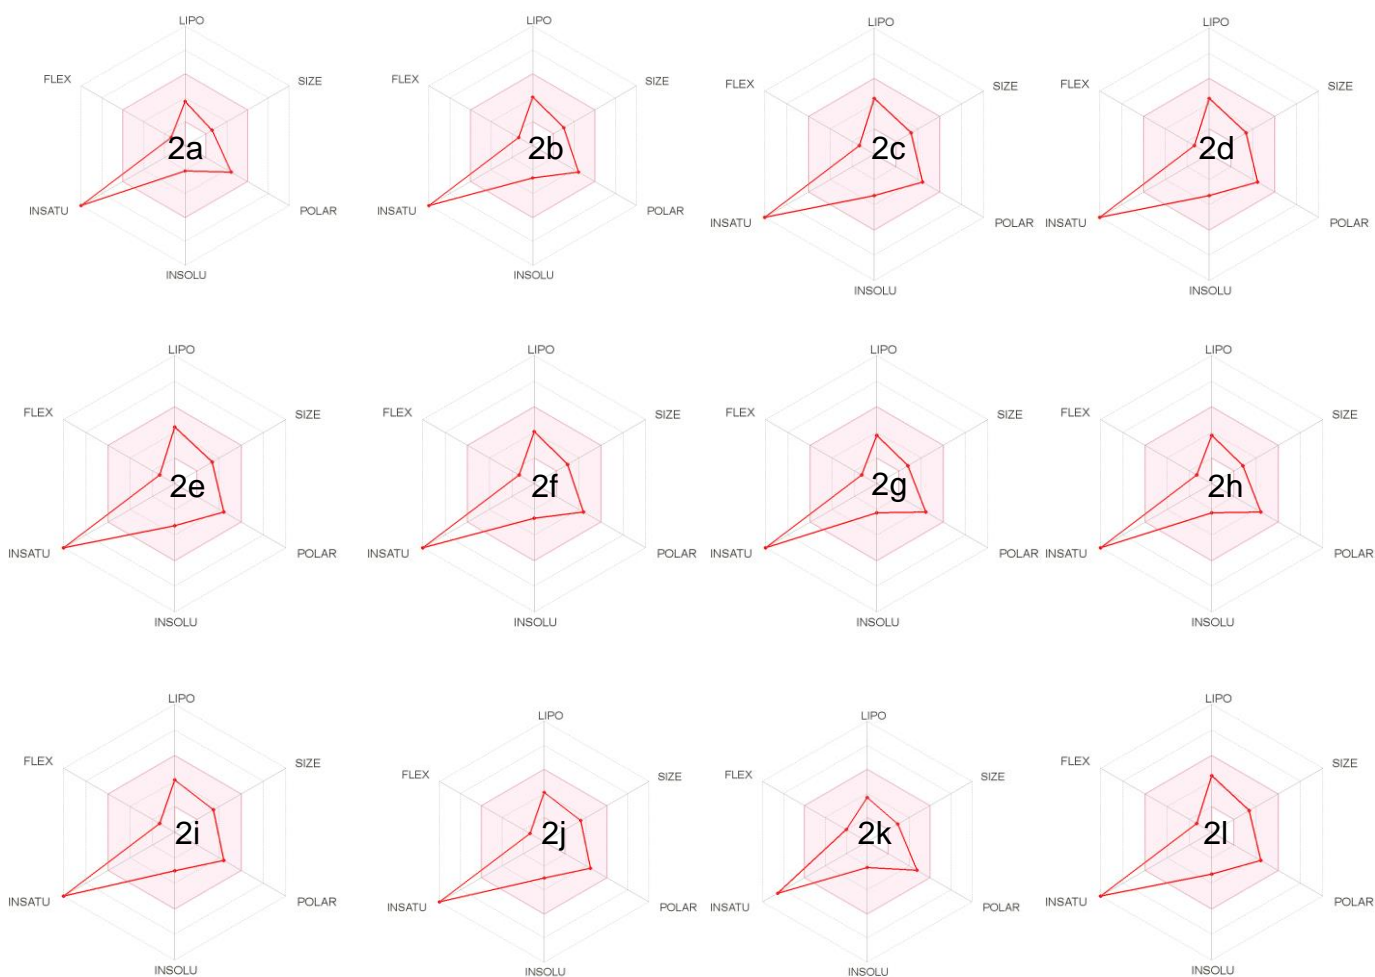 LIPO
FLEX
SIZE
2a
INSATU
POLAR
INSOLU
LIPO
FLEX
SIZE
2b
INSATU
POLAR
INSOLU
LIPO
FLEX
SIZE
2c
INSATU
POLAR
INSOLU
LIPO
FLEX
SIZE
2d
INSATU
POLAR
INSOLU
LIPO
FLEX
SIZE
2e
INSATU
POLAR
INSOLU
LIPO
FLEX
SIZE
2f
INSATU
POLAR
INSOLU
LIPO
FLEX
SIZE
2g
INSATU
POLAR
INSOLU
LIPO
FLEX
SIZE
2h
INSATU
POLAR
INSOLU
LIPO
FLEX
SIZE
2i
INSATU
POLAR
INSOLU
LIPO
FLEX
SIZE
2j
INSATU
POLAR
INSOLU
LIPO
FLEX
SIZE
2k
INSATU
POLAR
INSOLU
LIPO
FLEX
SIZE
2l
INSATU
POLAR
INSOLU